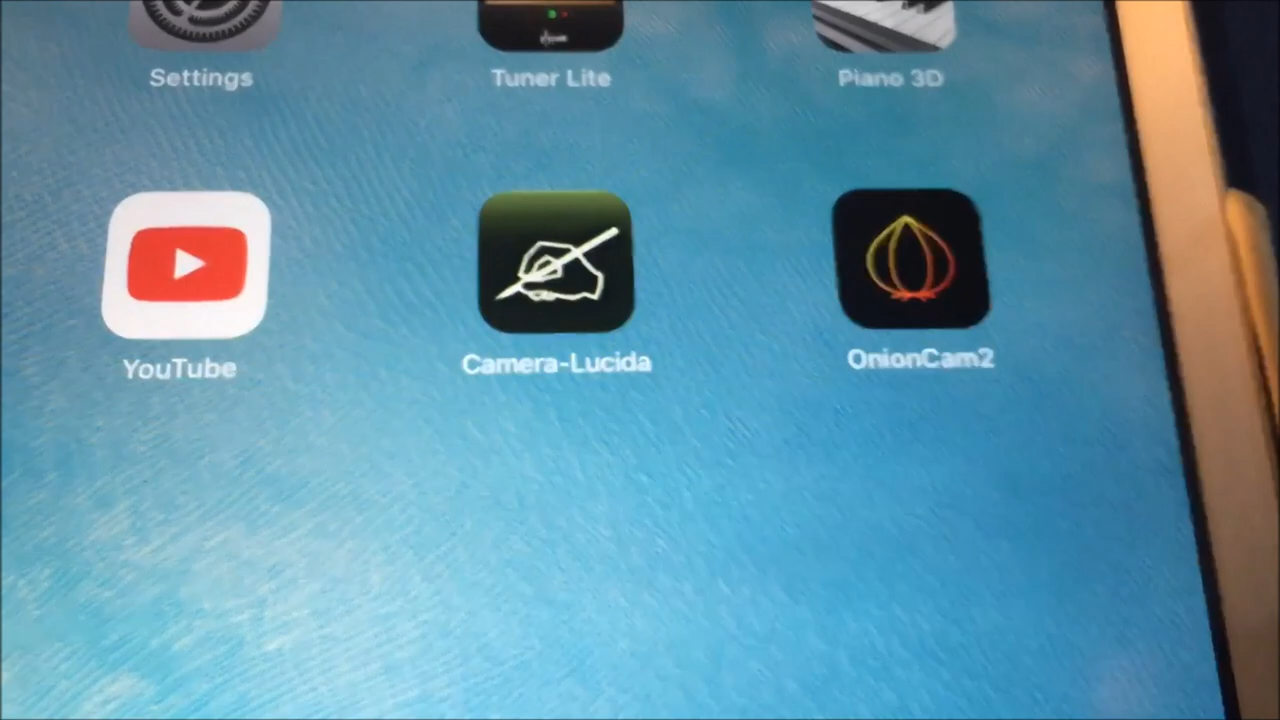 Settings
Tuner Lite
Piano 3D
YouTube
Camera-Lucida
OnionCam2